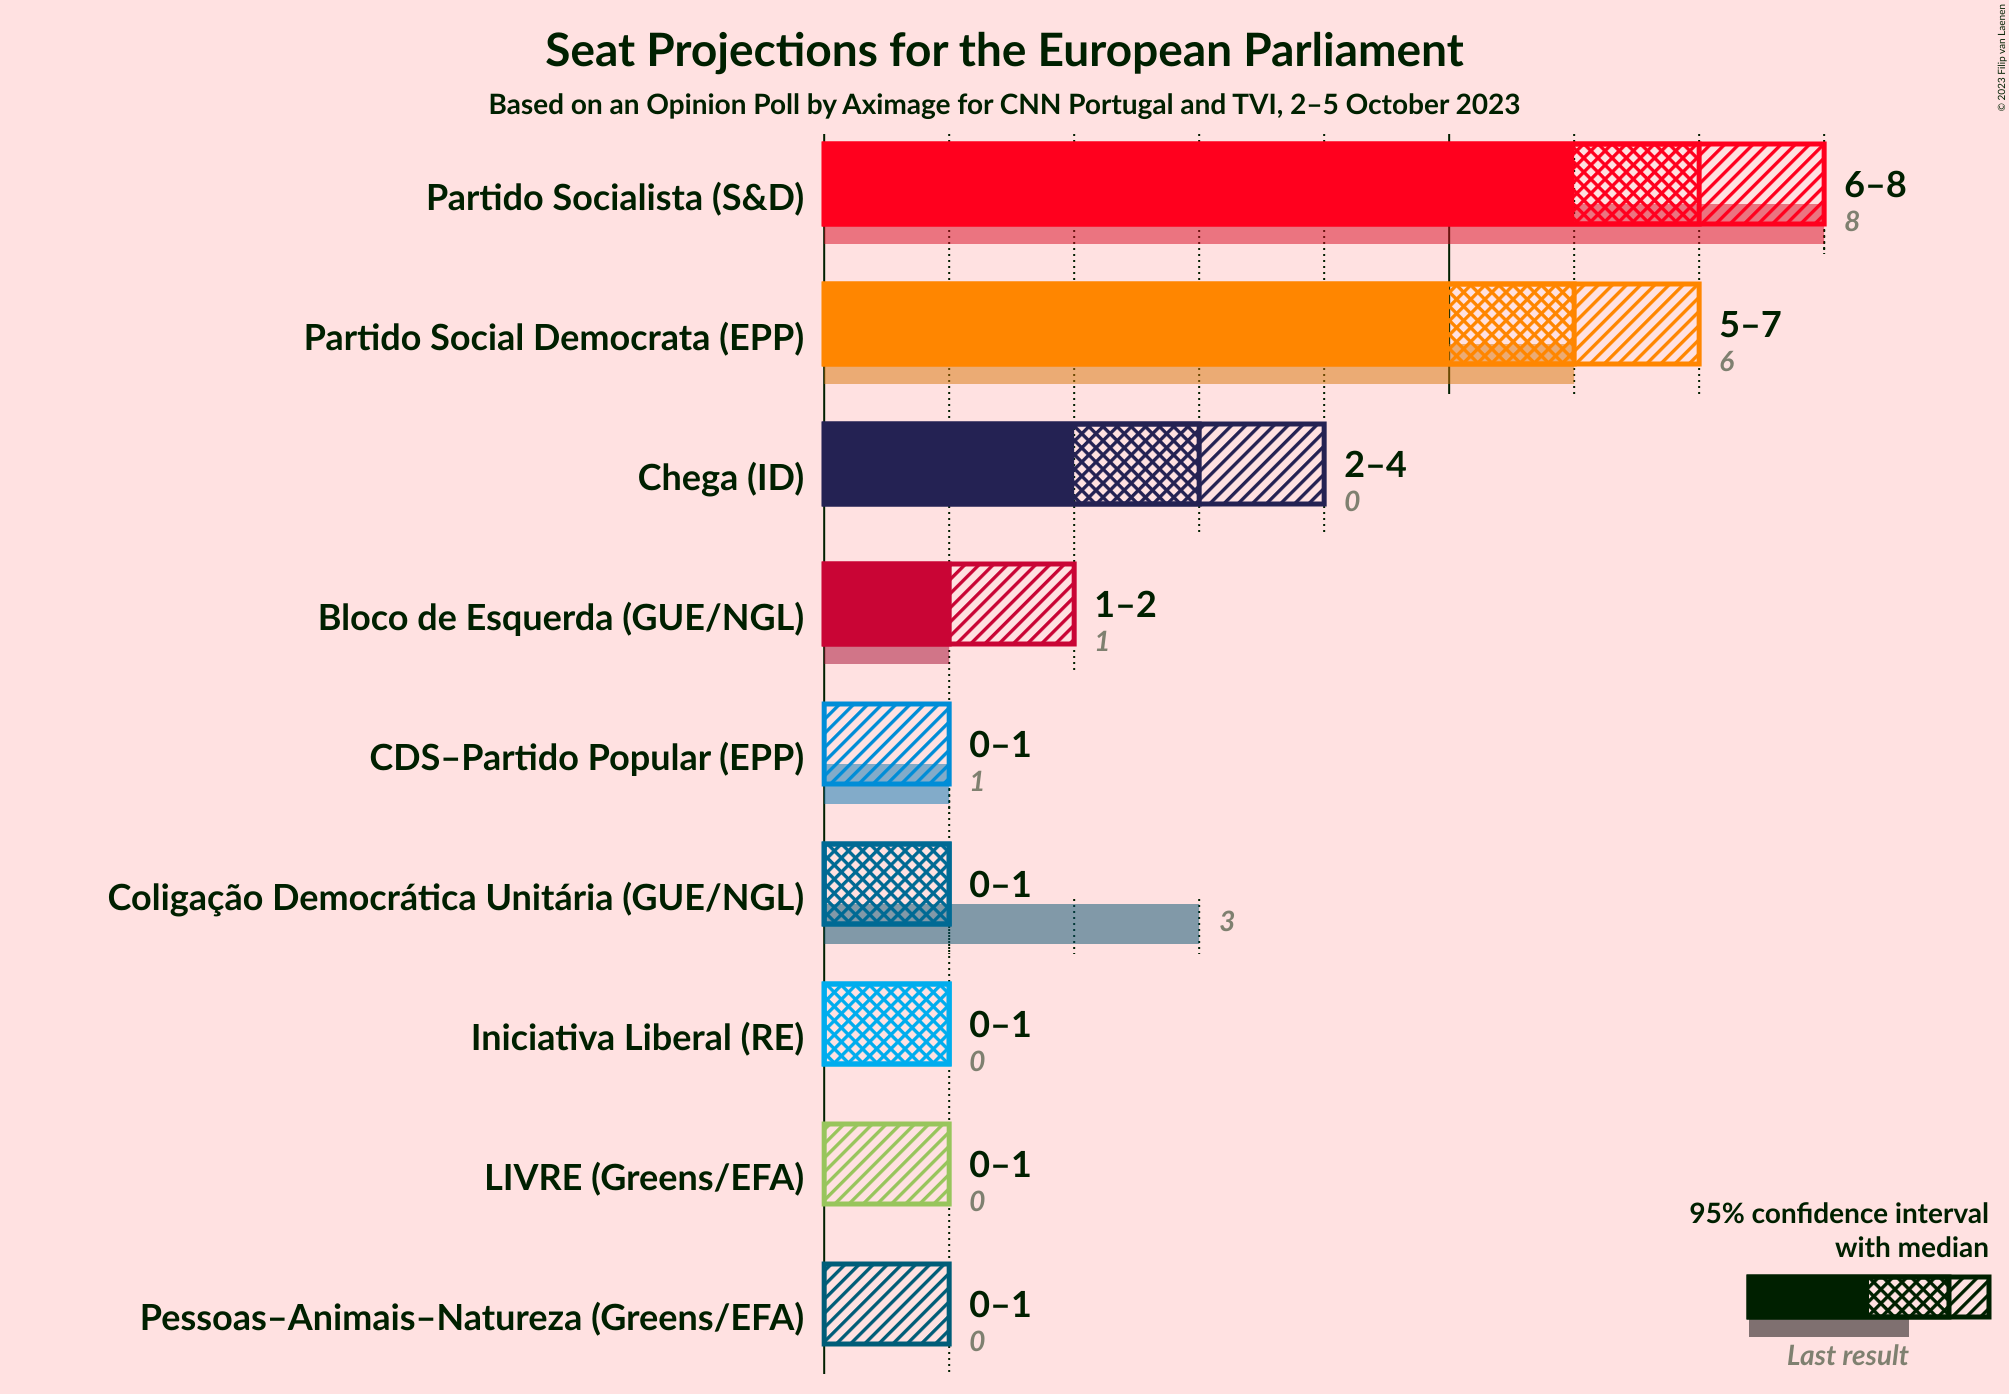 Seat Projections for the European Parliament
Based on an Opinion Poll by Aximage for CNN Portugal and TVI, 2–5 October 2023
© 2023 Filip van Laenen
Partido Socialista (S&D)
6–8
8
Partido Social Democrata (EPP)
5–7
6
Chega (ID)
2–4
0
Bloco de Esquerda (GUE/NGL)
1–2
1
CDS–Partido Popular (EPP)
0–1
1
Coligação Democrática Unitária (GUE/NGL)
0–1
3
Iniciativa Liberal (RE)
0–1
0
LIVRE (Greens/EFA)
0–1
0
Pessoas–Animais–Natureza (Greens/EFA)
0–1
0
95% confidence interval
with median
Last result